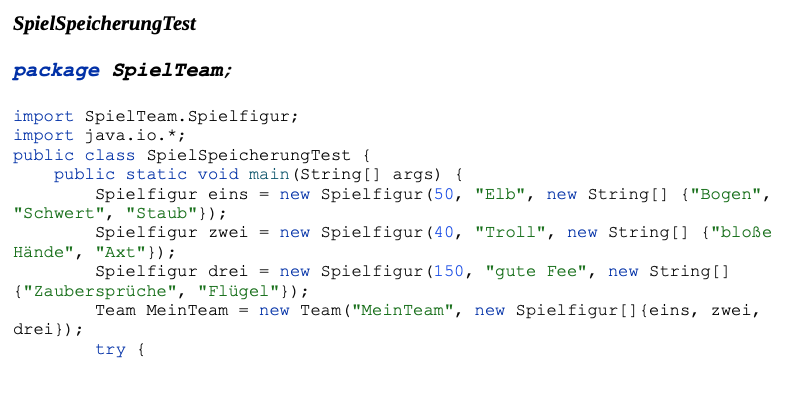 SpielSpeicherungTest
package SpielTeam;
import SpielTeam.Spielfigur;
import java.io.*;
public class SpielSpeicherungTest {
    public static void main(String[] args) {
        Spielfigur eins = new Spielfigur(50, "Elb", new String[] {"Bogen",
"Schwert", "Staub"});
        Spielfigur zwei = new Spielfigur(40, "Troll", new String[] {"bloße
Hände", "Axt"});
        Spielfigur drei = new Spielfigur(150, "gute Fee", new String[]
{"Zaubersprüche", "Flügel"});
        Team MeinTeam = new Team("MeinTeam", new Spielfigur[]{eins, zwei,
drei});
        try {